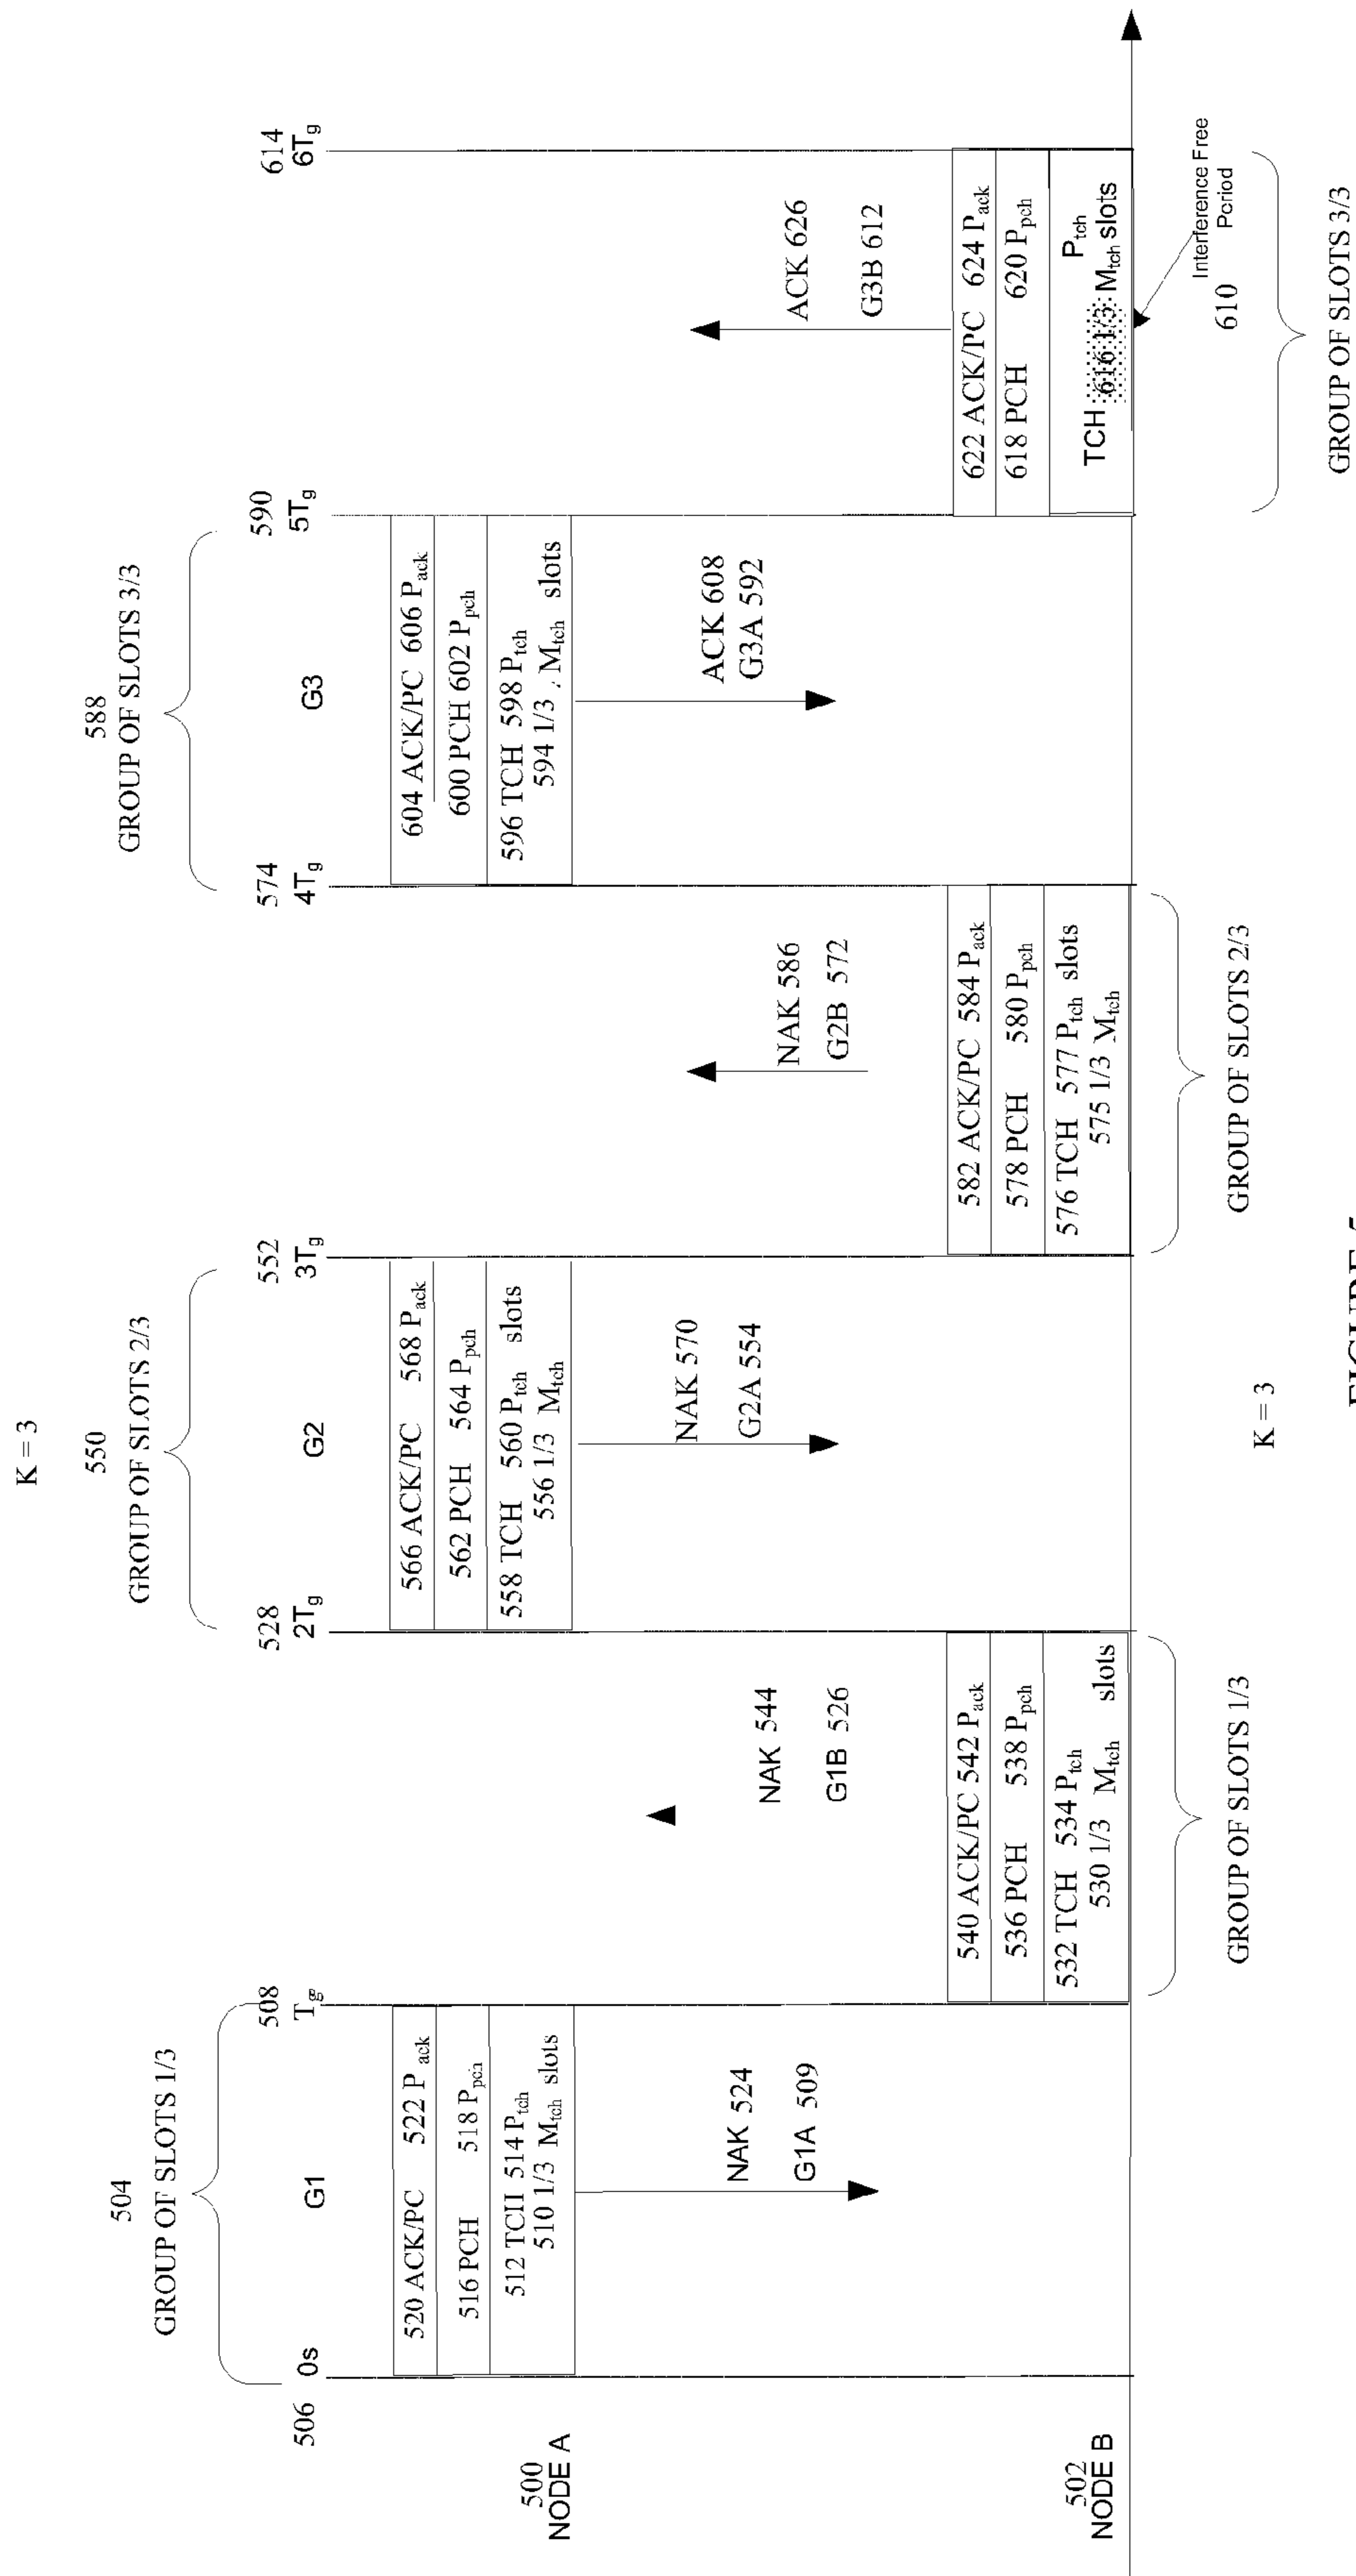 K = 3
504
GROUP OF SLOTS 1/3
550
GROUP OF SLOTS 2/3
588
GROUP OF SLOTS 3/3
506
0s
G1
508
Tg
528
2Tg
G2
552
3Tg
574
4Tg
G3
590
5Tg
614
6Tg
500
NODE A
520 ACK/PC 522 Pack
516 PCH 518 Ppch
512 TCH 514 Ptch
510 1/3 Mtch slots
NAK 524
G1A 509
566 ACK/PC 568 Pack
562 PCH 564 Ppch
558 TCH 560 Ptch slots
556 1/3 Mtch
NAK 570
G2A 554
604 ACK/PC 606 Pack
600 PCH 602 Ppch
596 TCH 598 Ptch
594 1/3 Mtch slots
ACK 608
G3A 592
NAK 544
G1B 526
NAK 586
G2B 572
ACK 626
G3B 612
502
NODE B
540 ACK/PC 542 Pack
536 PCH 538 Ppch
532 TCH 534 Ptch
530 1/3 Mtch slots
582 ACK/PC 584 Pack
578 PCH 580 Ppch
576 TCH 577 Ptch slots
575 1/3 Mtch
622 ACK/PC 624 Pack
618 PCH 620 Ppch
Ptch
TCH 616 1/3 Mtch slots
Interference Free
Period
610
GROUP OF SLOTS 1/3
GROUP OF SLOTS 2/3
GROUP OF SLOTS 3/3
K = 3